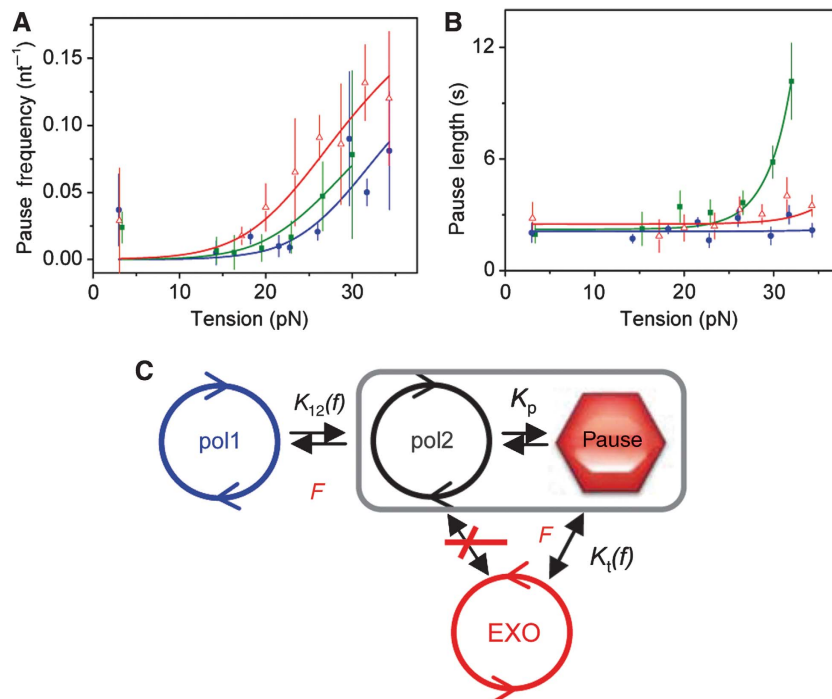 A
Pause frequency (nt⁻¹)
0.15
0.10
0.05
0.00
0 10 20 30
Tension (pN)
B
Pause length (s)
12
6
0
0 10 20 30
Tension (pN)
C
pol1
K₁₂(f)
F
pol2
Kₚ
Pause
F
Kₜ(f)
EXO